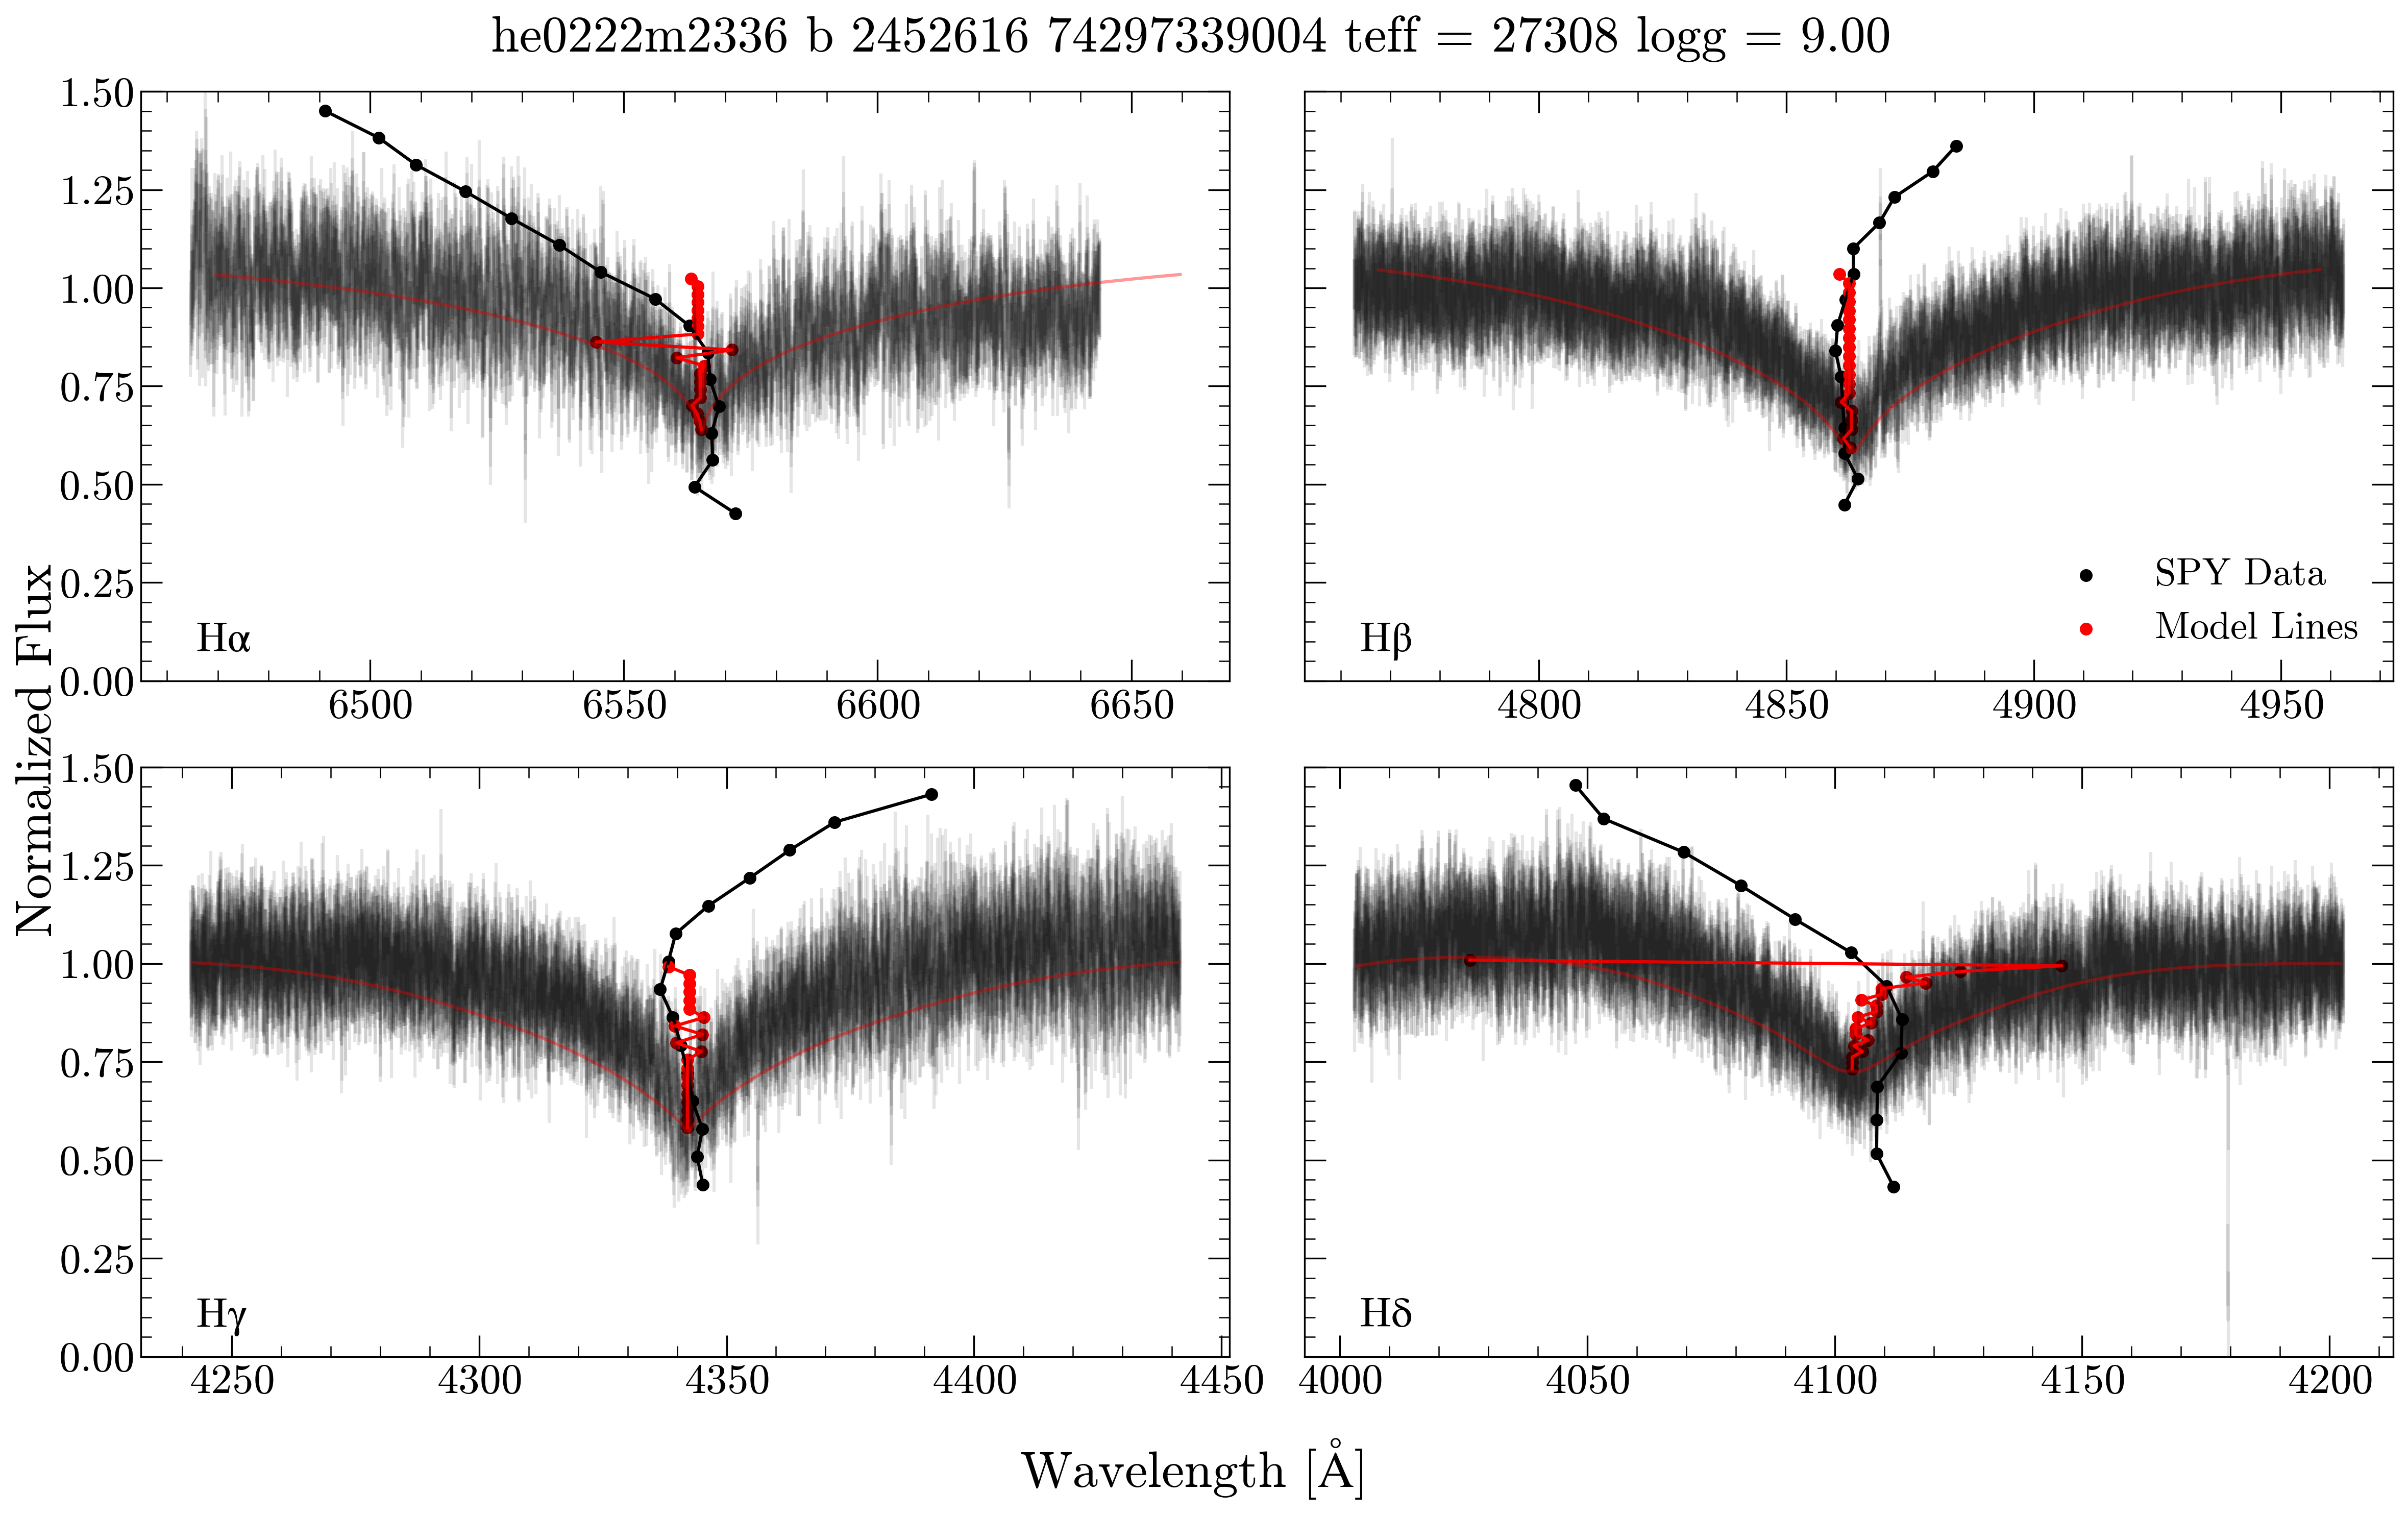 he0222m2336 b 2452616 74297339004 teff = 27308 logg = 9.00
Normalized Flux
1.50
1.25
1.00
0.75
0.50
0.25
0.00
Hα
6500 6550 6600 6650
Hβ
SPY Data
Model Lines
4800 4850 4900 4950
1.50
1.25
1.00
0.75
0.50
0.25
0.00
Hγ
4250 4300 4350 4400 4450
Hδ
4000 4050 4100 4150 4200
Wavelength [Å]